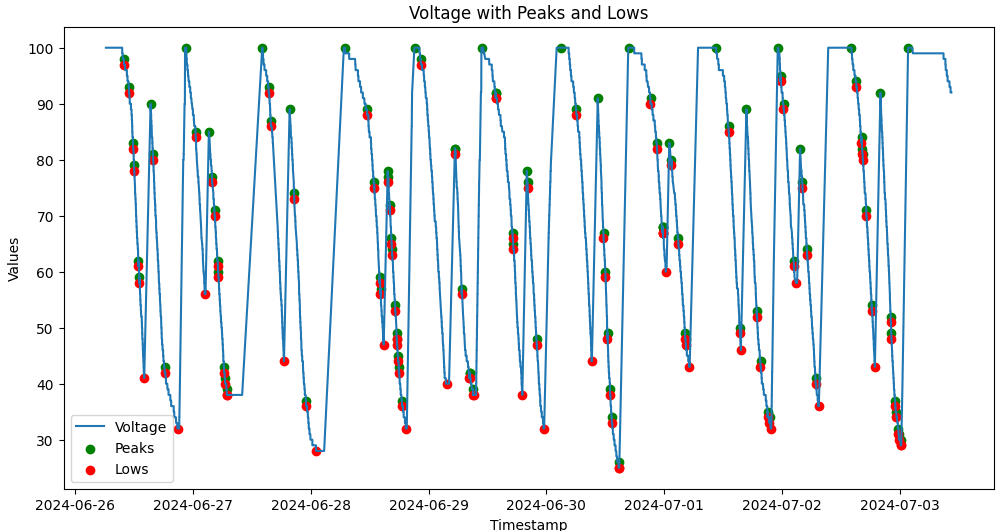 Voltage with Peaks and Lows
Values
100
90
80
70
60
50
40
30
Voltage
Peaks
Lows
2024-06-26 2024-06-27 2024-06-28 2024-06-29 2024-06-30 2024-07-01 2024-07-02 2024-07-03
Timestamp